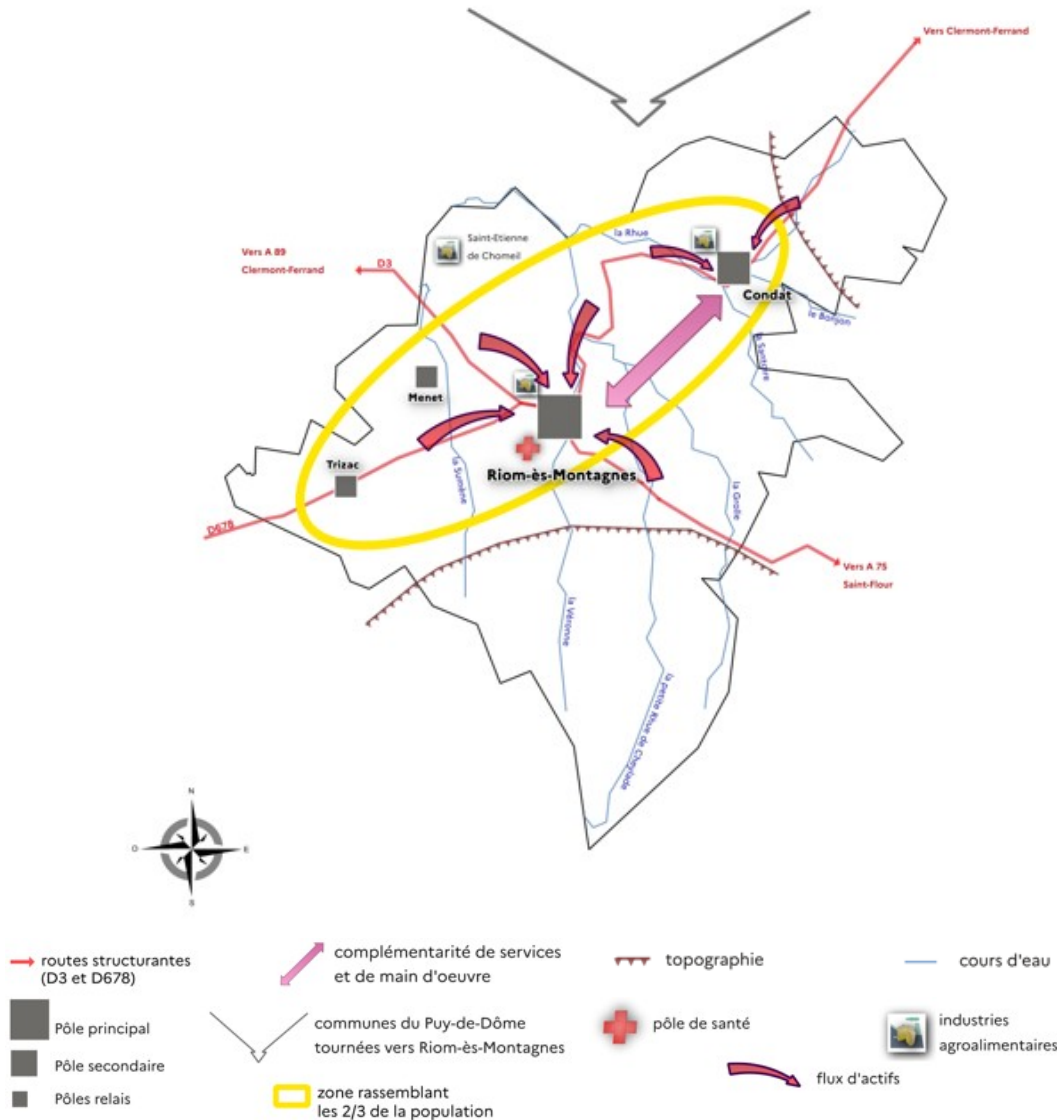 Vers Clermont-Ferrand
la Rhue
Saint-Etienne
de Chomeil
Vers A 89
Clermont-Ferrand
D3
Condat
le Bonjon
la Santoire
Menet
Trizac
Riom-ès-Montagnes
la Sumène
la Grolle
D678
Vers A 75
Saint-Flour
la Véronne
la petite Rhue de Cheylade
N
O
E
S
routes structurantes
(D3 et D678)
complémentarité de services
et de main d'oeuvre
topographie
cours d'eau
Pôle principal
communes du Puy-de-Dôme
tournées vers Riom-ès-Montagnes
pôle de santé
industries
agroalimentaires
Pôle secondaire
flux d'actifs
Pôles relais
zone rassemblant
les 2/3 de la population